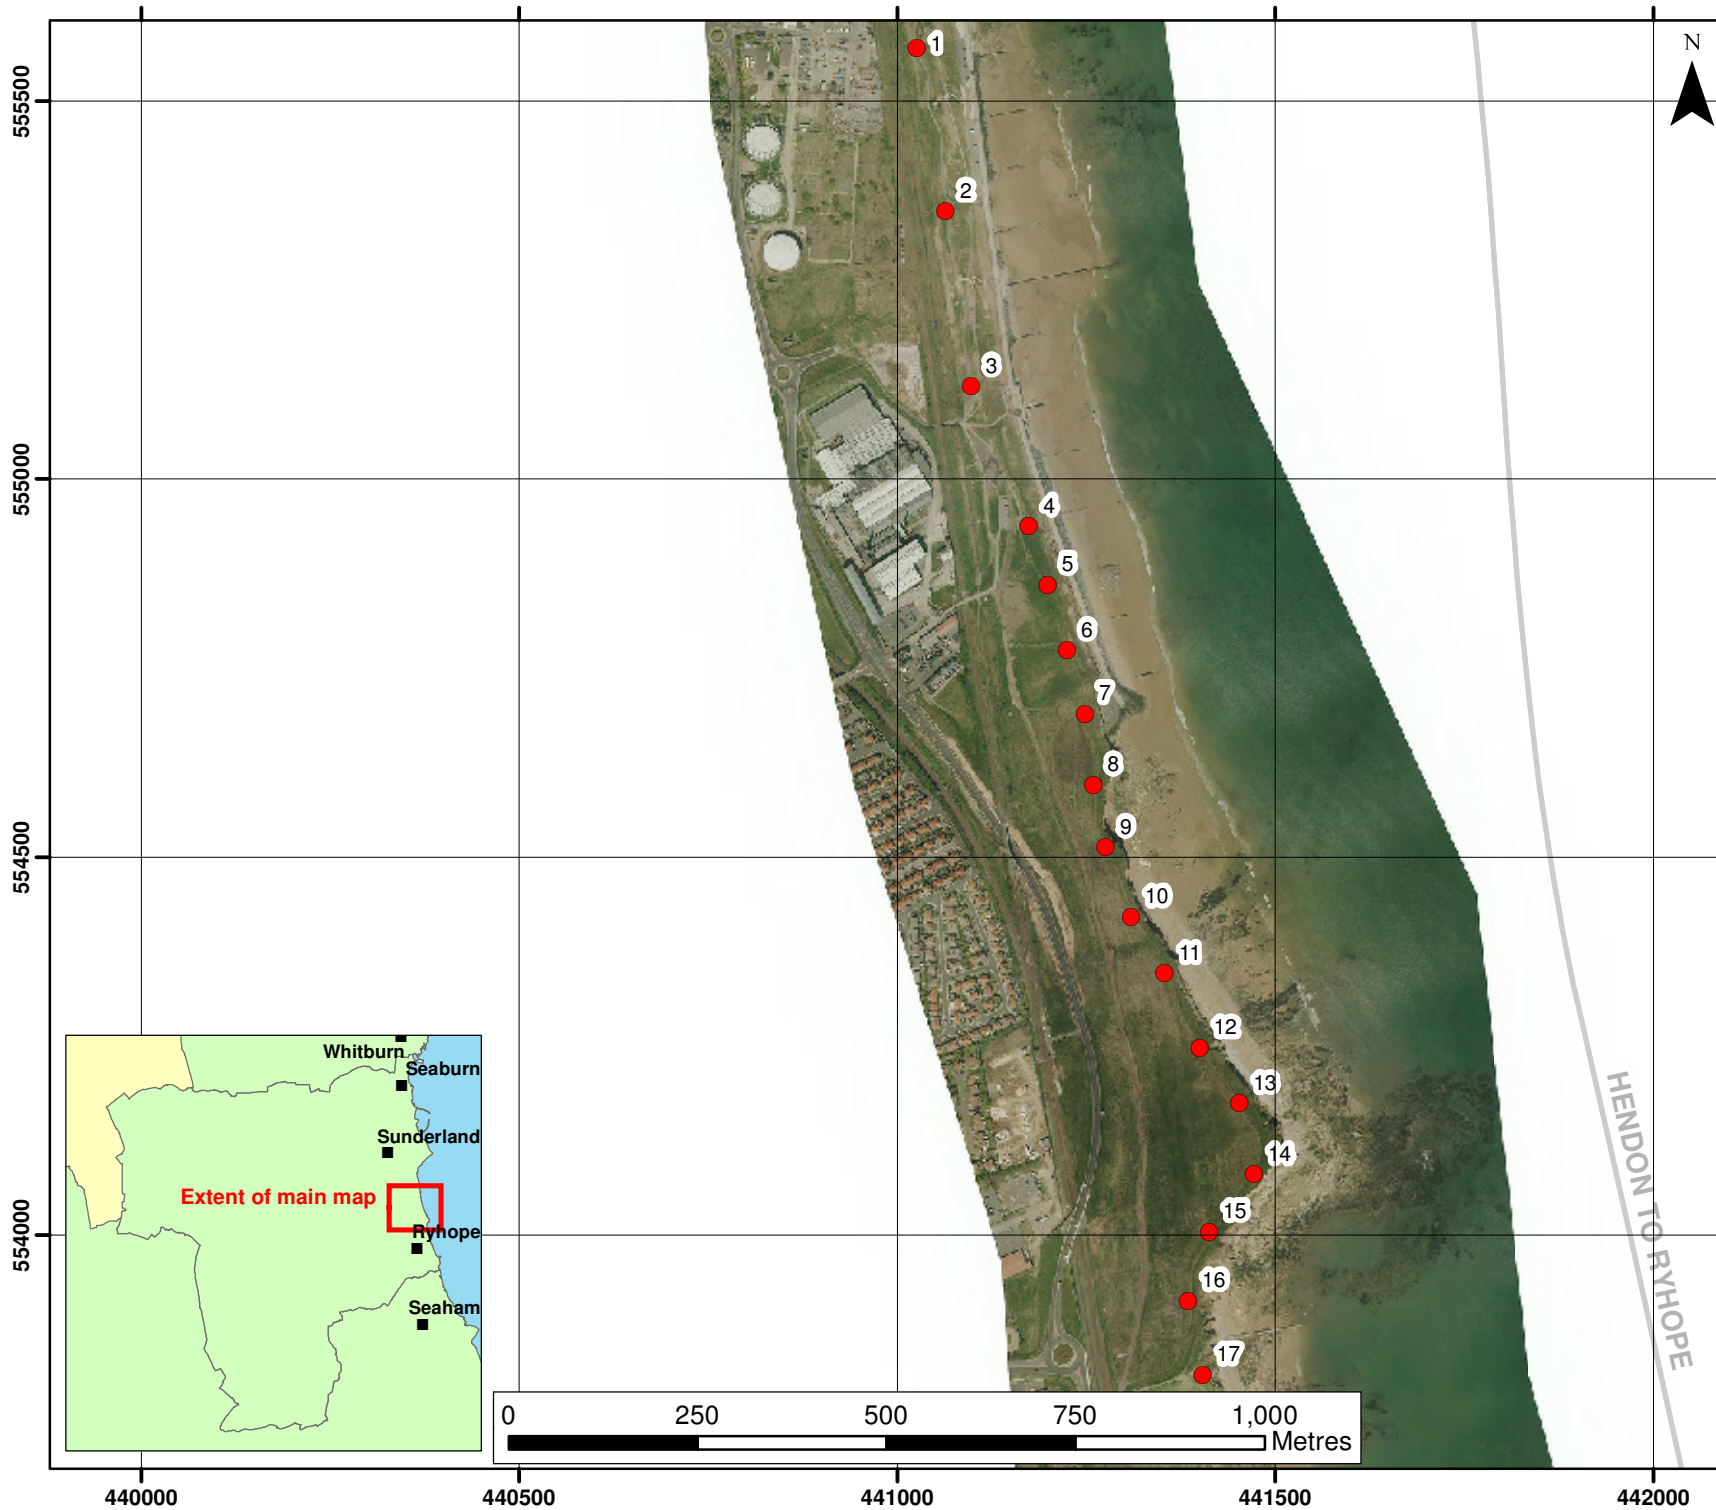 N
1
555500
2
3
555000
4
5
6
7
8
9
554500
10
11
12
13
14
15
554000
16
17
HENDON TO RYHOPE
Whitburn
Seaburn
Sunderland
Extent of main map
Ryhope
Seaham
0 250 500 750 1,000
Metres
440000 440500 441000 441500 442000